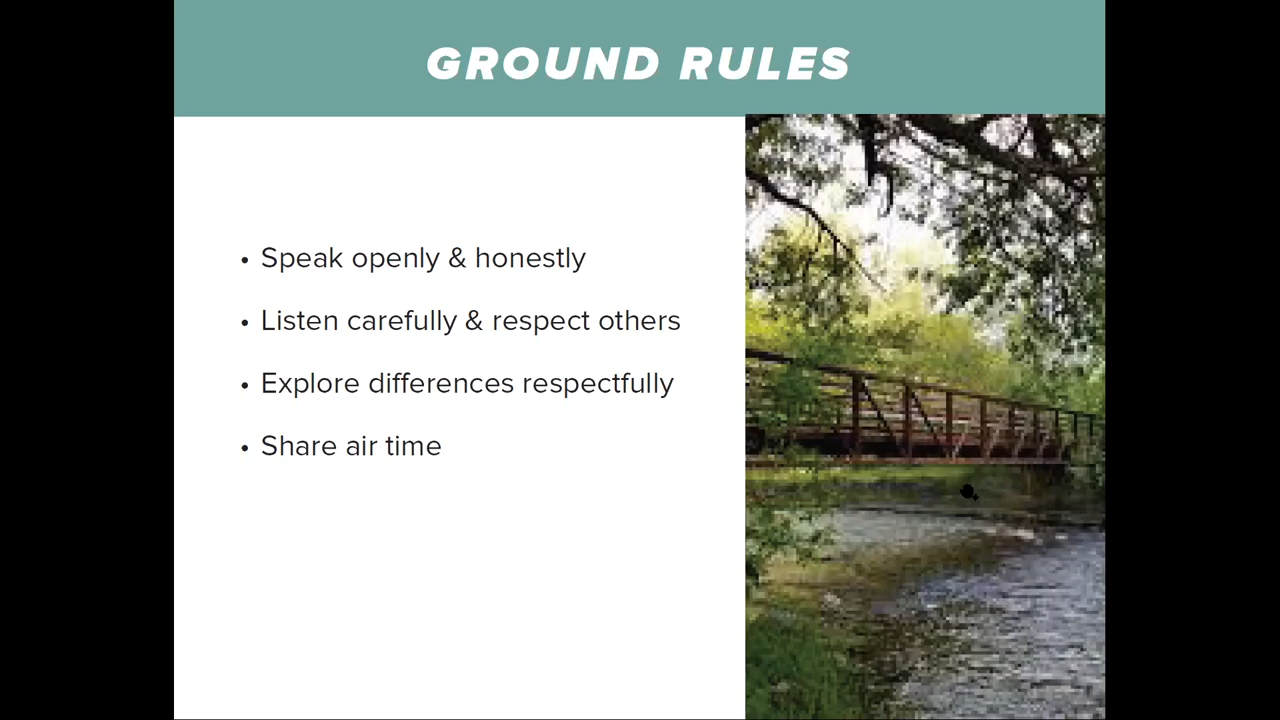 GROUND RULES
• Speak openly & honestly
• Listen carefully & respect others
• Explore differences respectfully
• Share air time